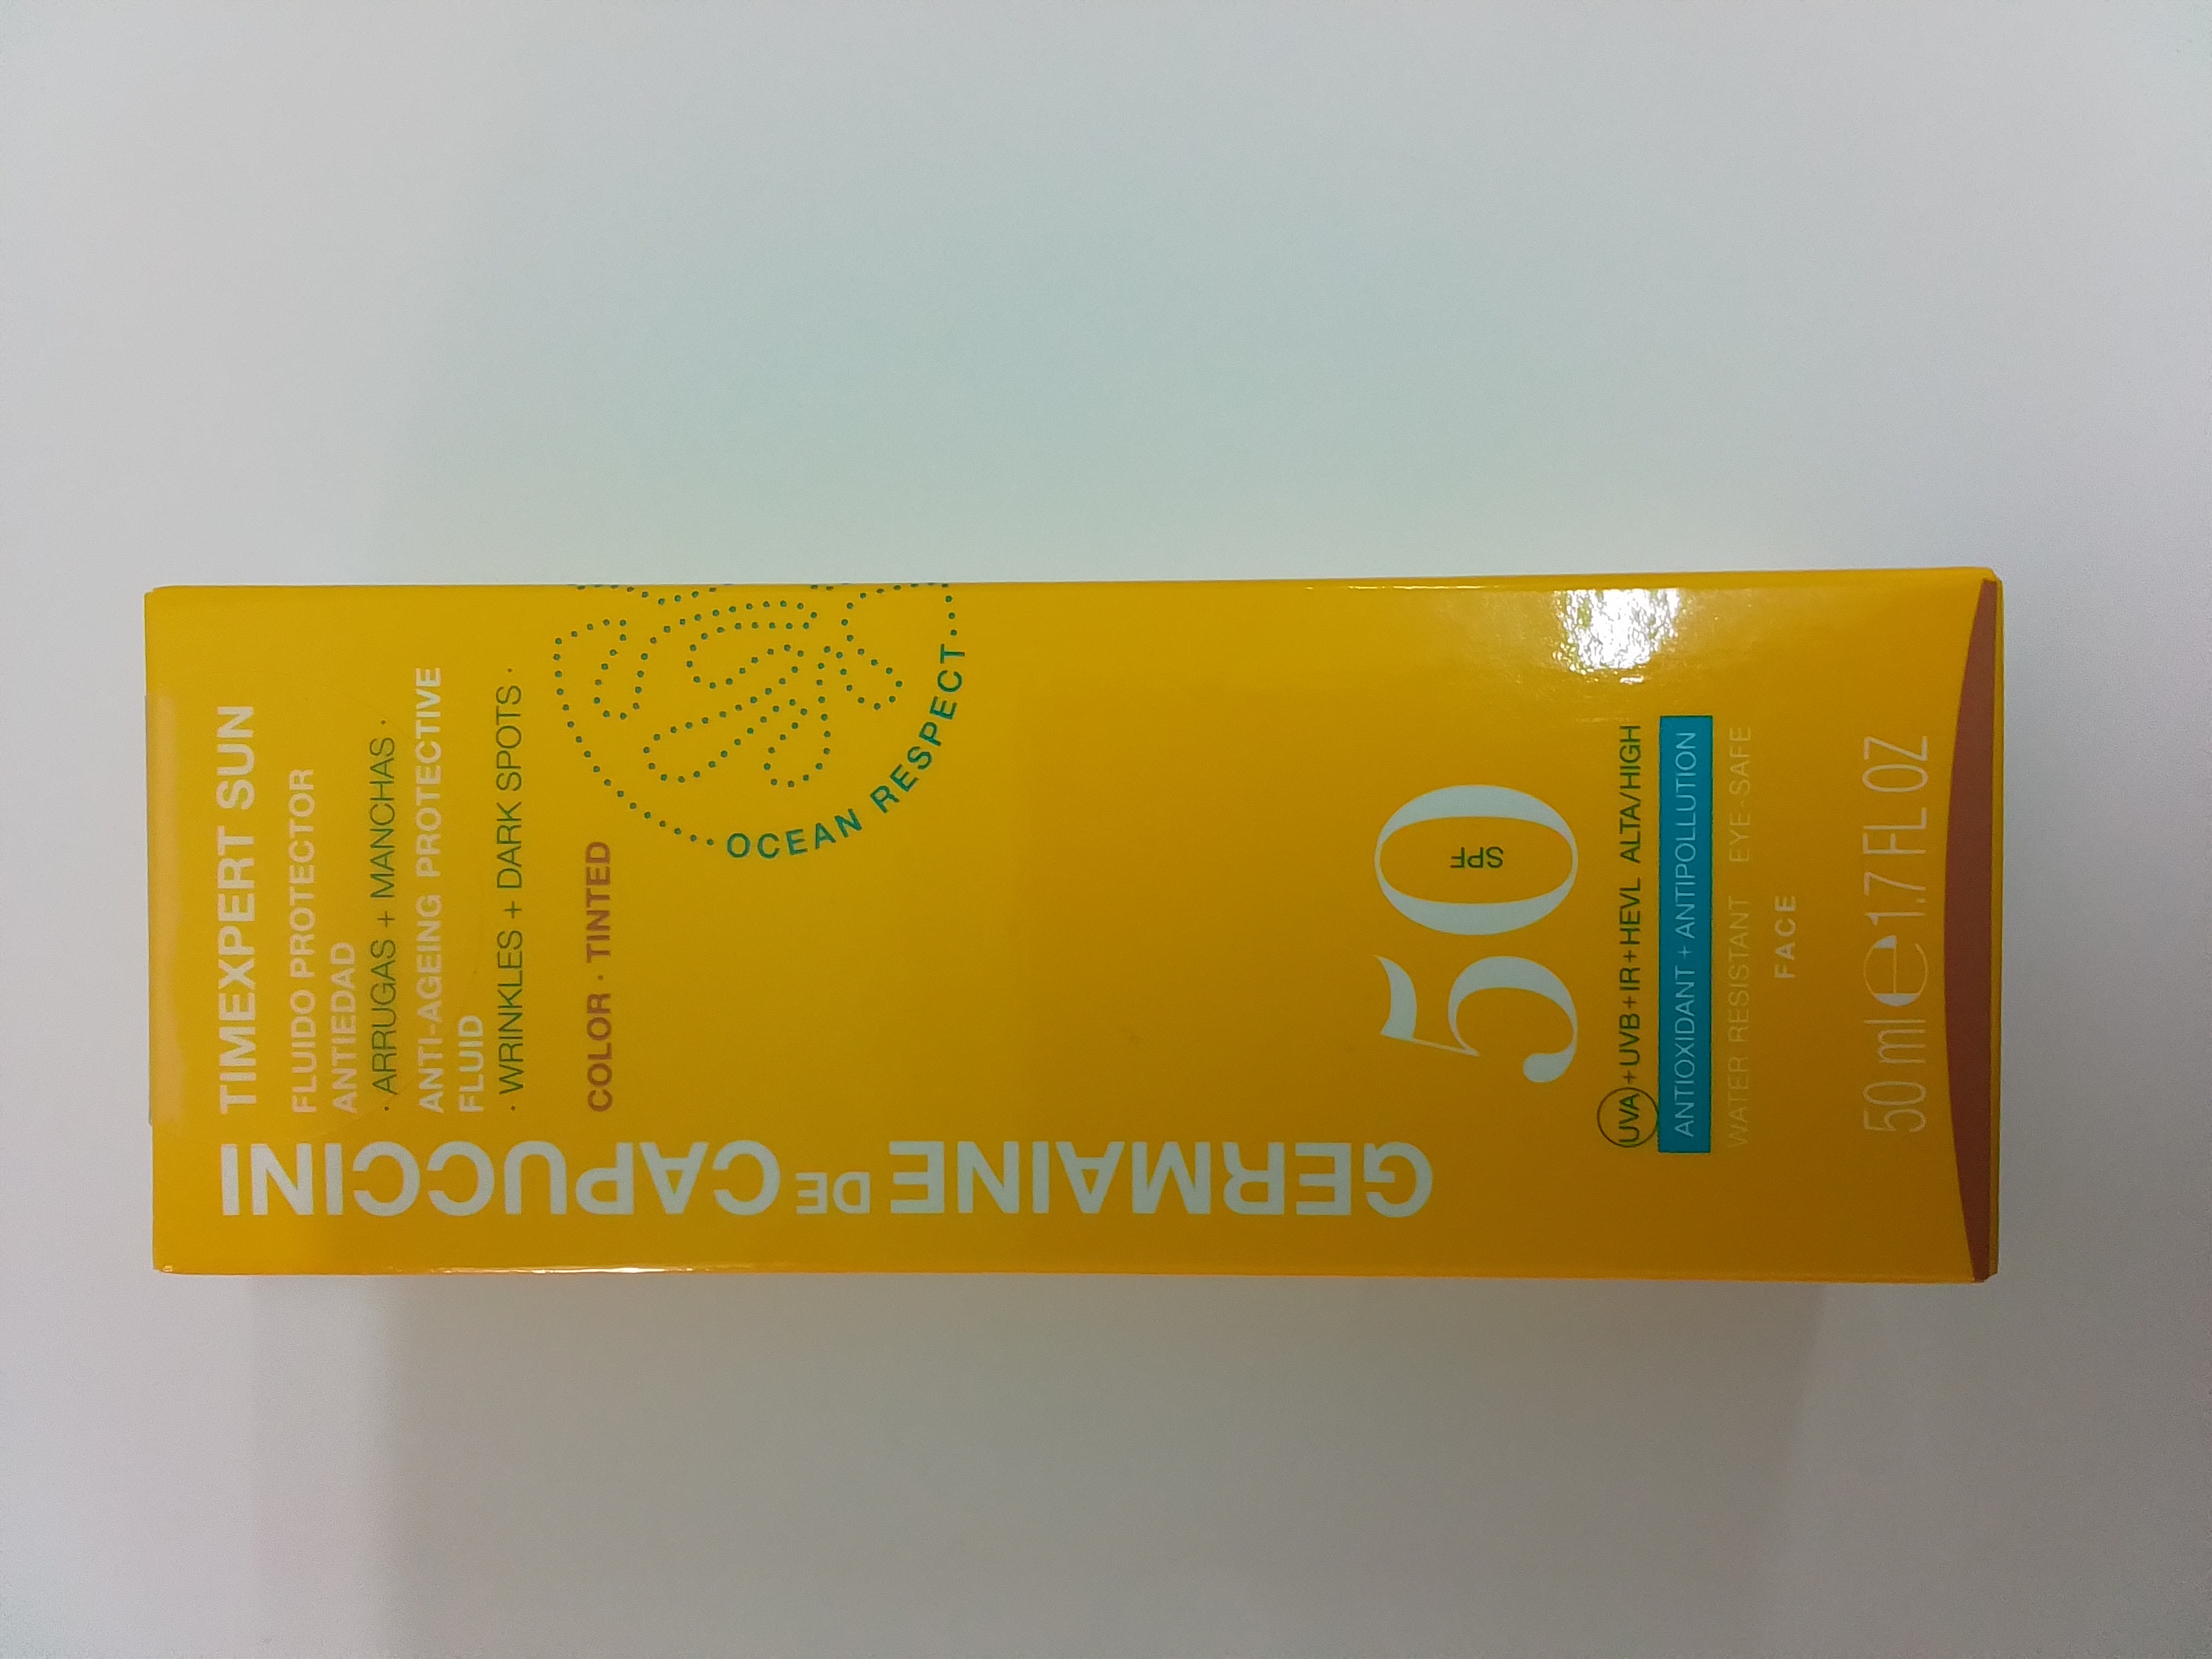 TIMEXPERT SUN
FLUIDO PROTECTOR
ANTIEDAD
· ARRUGAS + MANCHAS ·
ANTI-AGEING PROTECTIVE
FLUID
· WRINKLES + DARK SPOTS ·
COLOR · TINTED
OCEAN RESPECT
GERMAINE DE CAPUCCINI
50
SPF
UVA+UVB+IR+HEVL ALTA/HIGH
ANTIOXIDANT + ANTIPOLLUTION
WATER RESISTANT EYE-SAFE
FACE
50 ml e 1.7 FL OZ